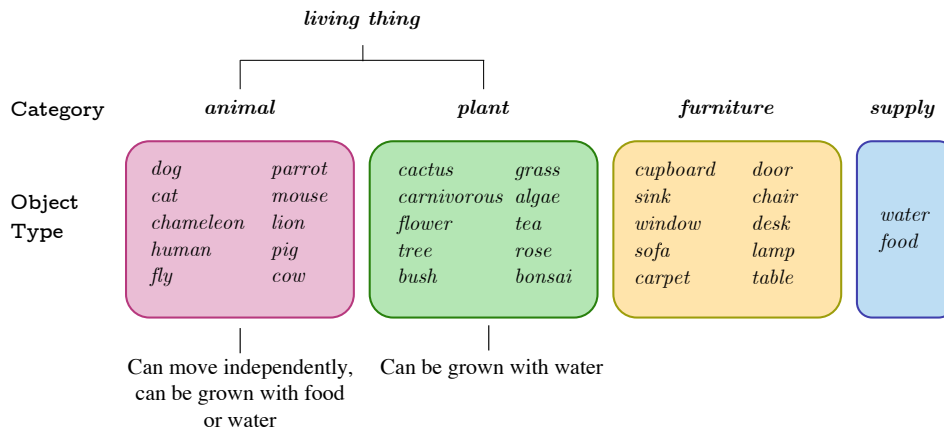 living thing
Category animal plant furniture supply
Object Type
dog parrot
cat mouse
chameleon lion
human pig
fly cow
cactus grass
carnivorous algae
flower tea
tree rose
bush bonsai
cupboard door
sink chair
window desk
sofa lamp
carpet table
water
food
Can move independently,
can be grown with food
or water
Can be grown with water